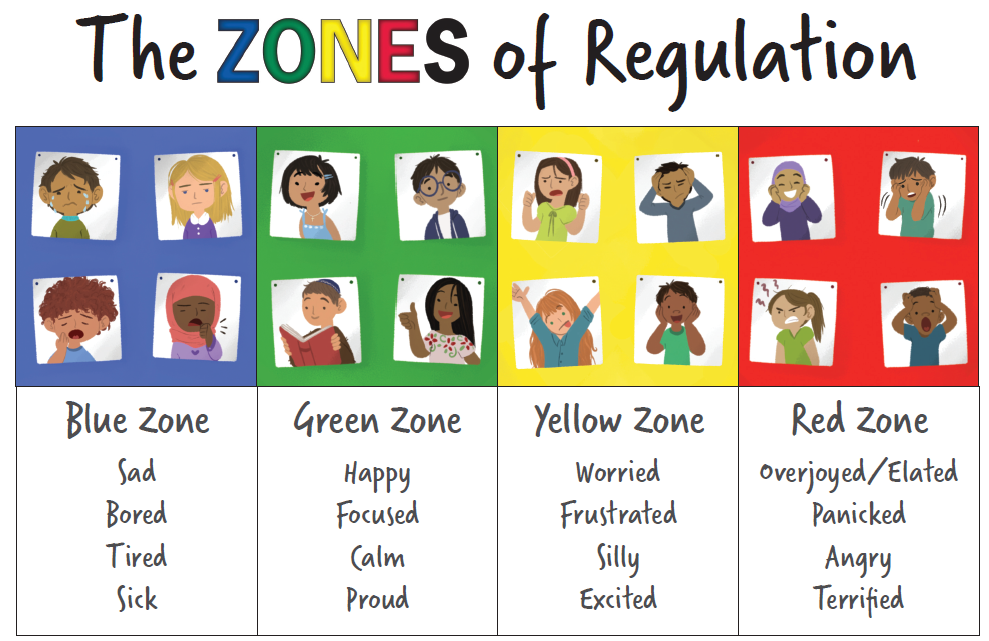 The ZONES of Regulation
Blue Zone
Sad
Bored
Tired
Sick
Green Zone
Happy
Focused
Calm
Proud
Yellow Zone
Worried
Frustrated
Silly
Excited
Red Zone
Overjoyed/Elated
Panicked
Angry
Terrified